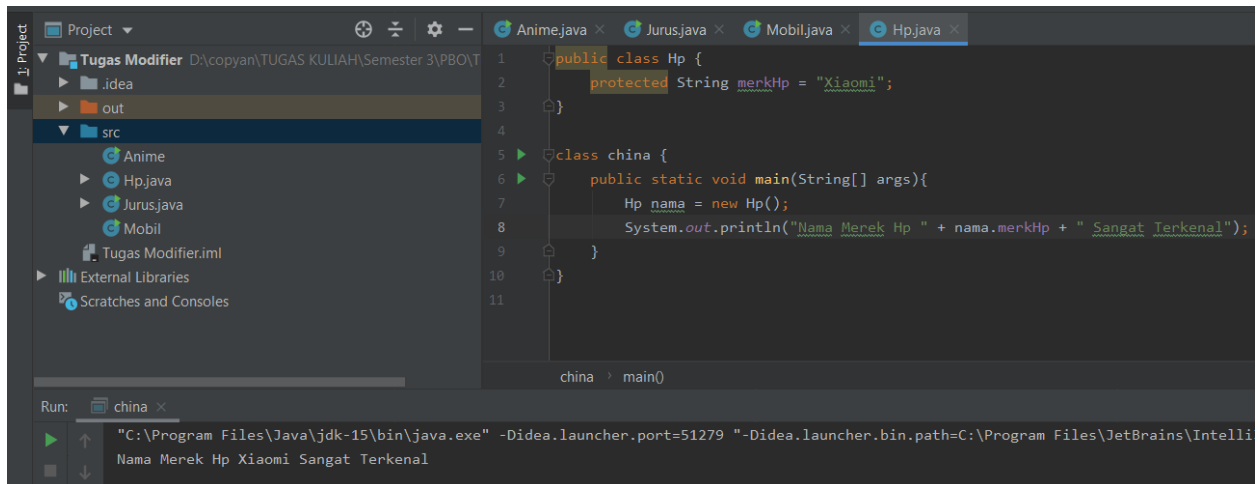 1: Project
Project
Tugas Modifier D:\copyan\TUGAS KULIAH\Semester 3\PBO\T
.idea
out
src
Anime
Hp.java
Jurus.java
Mobil
Tugas Modifier.iml
External Libraries
Scratches and Consoles
Anime.java
Jurus.java
Mobil.java
Hp.java
1 public class Hp {
2 protected String merkHp = "Xiaomi";
3 }
4
5 class china {
6 public static void main(String[] args){
7 Hp nama = new Hp();
8 System.out.println("Nama Merek Hp " + nama.merkHp + " Sangat Terkenal");
9 }
10 }
11
china › main()
Run: china
"C:\Program Files\Java\jdk-15\bin\java.exe" -Didea.launcher.port=51279 "-Didea.launcher.bin.path=C:\Program Files\JetBrains\Intelli
Nama Merek Hp Xiaomi Sangat Terkenal